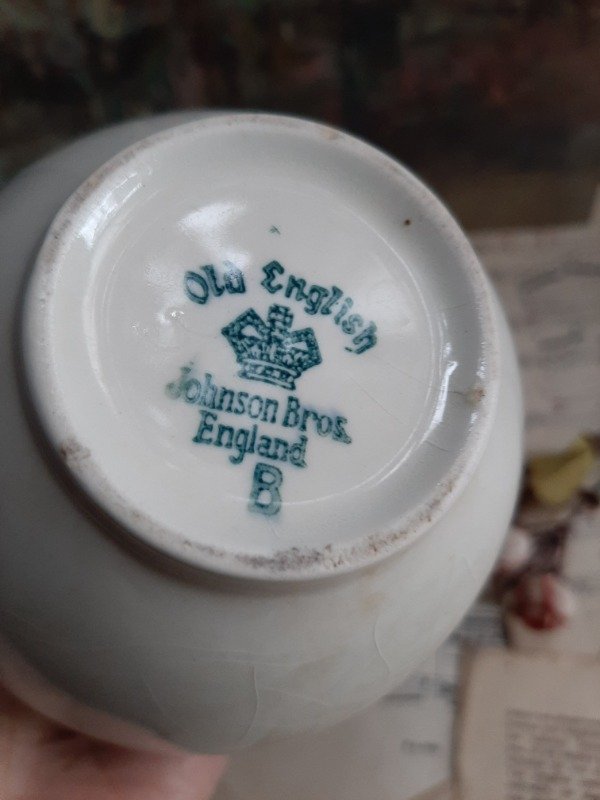 Old English
Johnson Bros.
England
B